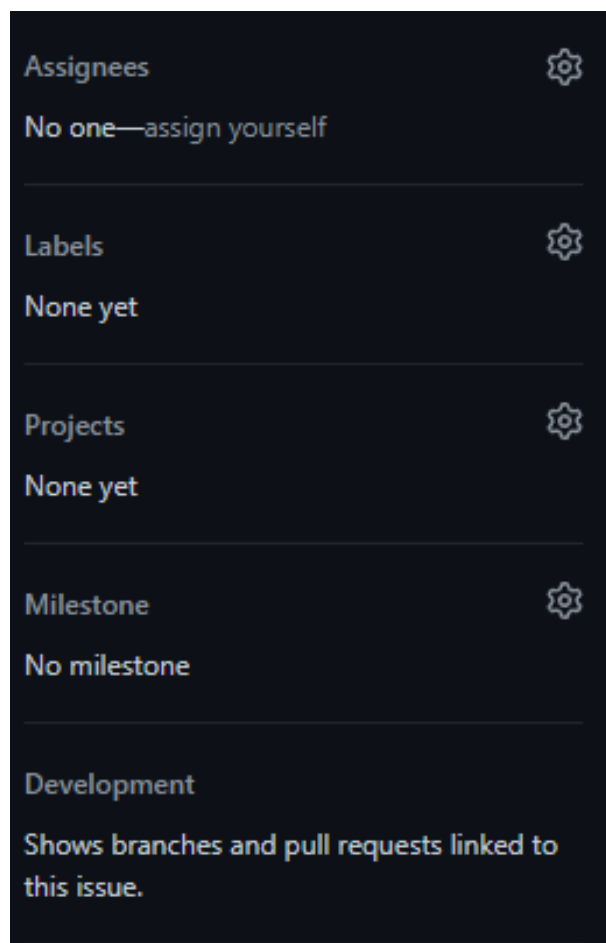 Assignees
No one—assign yourself
Labels
None yet
Projects
None yet
Milestone
No milestone
Development
Shows branches and pull requests linked to
this issue.